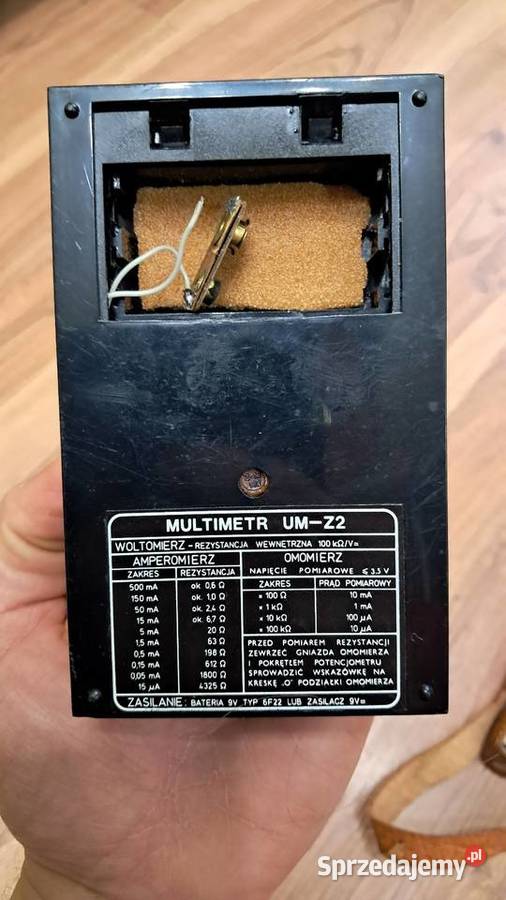 MULTIMETR UM-Z2
WOLTOMIERZ - REZYSTANCJA WEWNETRZNA 100 kΩ/V=
AMPEROMIERZ
ZAKRES REZYSTANCJA
500 mA ok. 0,6 Ω
150 mA ok. 1,0 Ω
50 mA ok. 2,4 Ω
15 mA ok. 6,7 Ω
5 mA 20 Ω
1,5 mA 63 Ω
0,5 mA 198 Ω
0,15 mA 612 Ω
0,05 mA 1800 Ω
15 µA 4325 Ω
OMOMIERZ
NAPIĘCIE POMIAROWE ≤ 3.5 V
ZAKRES PRĄD POMIAROWY
× 100 Ω 10 mA
× 1 kΩ 1 mA
× 10 kΩ 100 µA
× 100 kΩ 10 µA
PRZED POMIAREM REZYSTANCJI
ZEWRZEĆ GNIAZDA OMOMIERZA
I POKRĘTŁEM POTENCJOMETRU
SPROWADZIĆ WSKAZÓWKĘ NA
KRESKĘ „O" PODZIAŁKI OMOMIERZA
ZASILANIE: BATERIA 9V TYP 6F22 LUB ZASILACZ 9V=
Sprzedajemy.pl